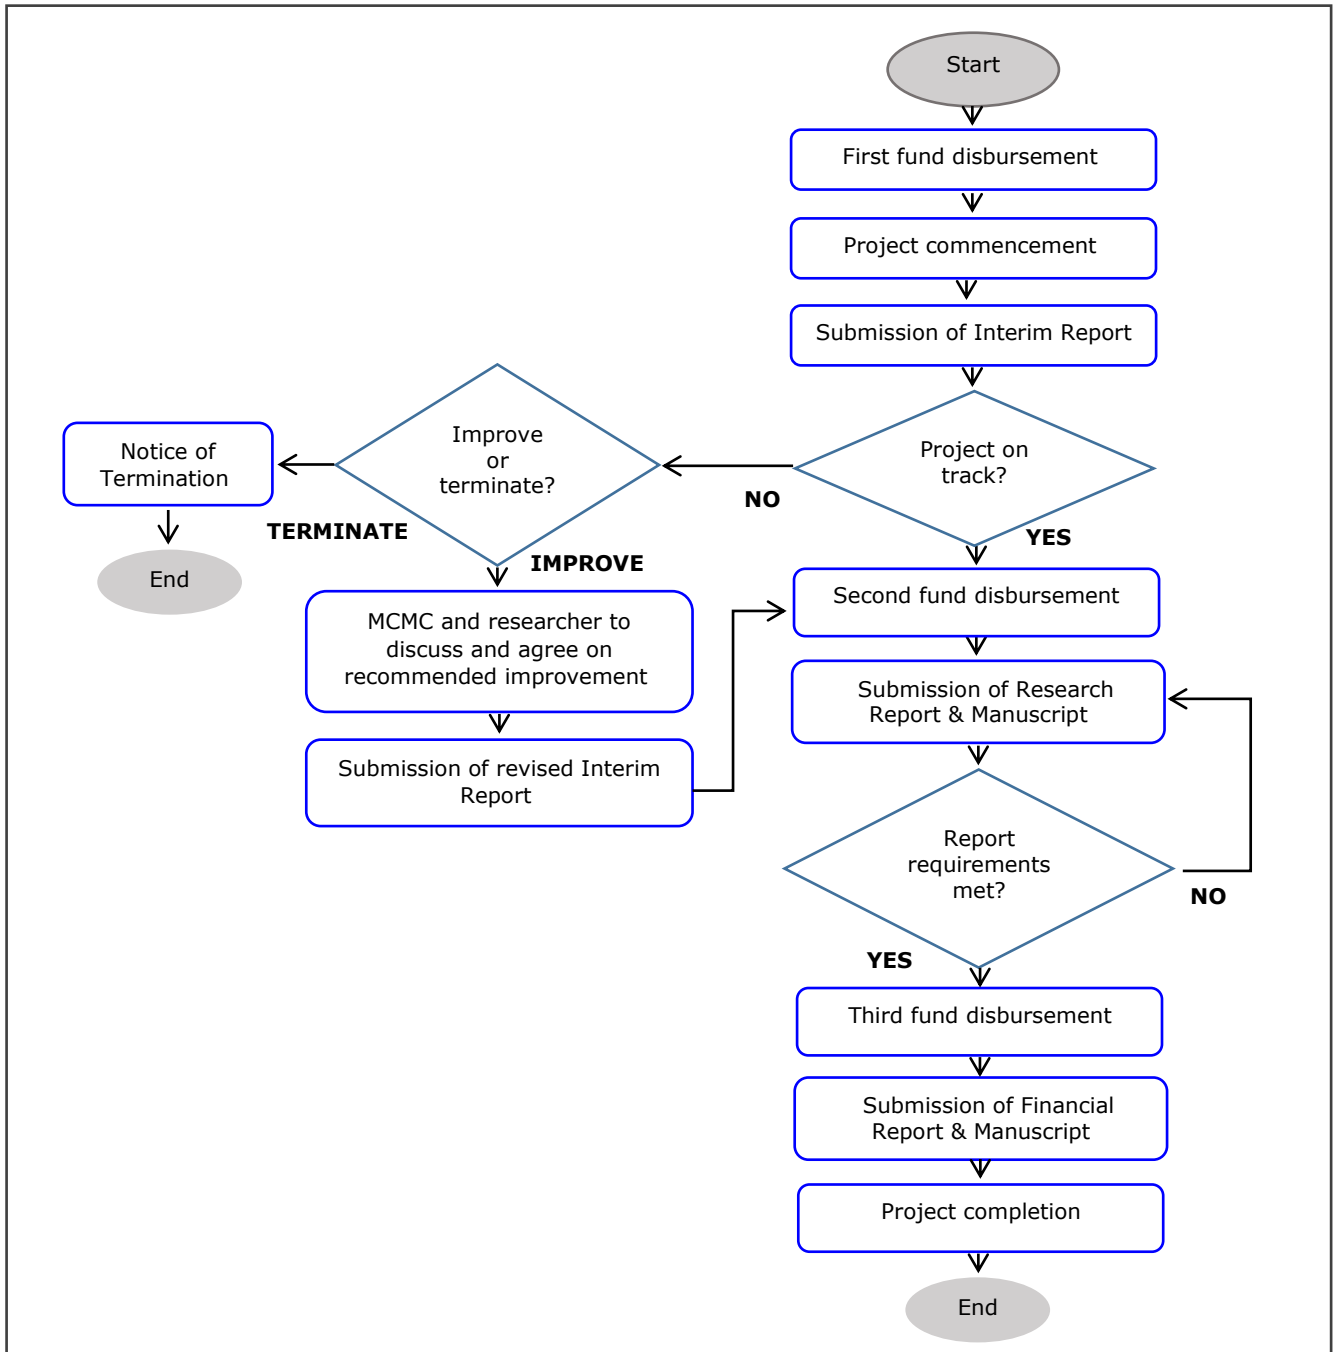 Start
First fund disbursement
Project commencement
Submission of Interim Report
Project on
track?
NO
YES
Improve
or
terminate?
TERMINATE
IMPROVE
Notice of
Termination
End
MCMC and researcher to
discuss and agree on
recommended improvement
Submission of revised Interim
Report
Second fund disbursement
Submission of Research
Report & Manuscript
Report
requirements
met?
NO
YES
Third fund disbursement
Submission of Financial
Report & Manuscript
Project completion
End